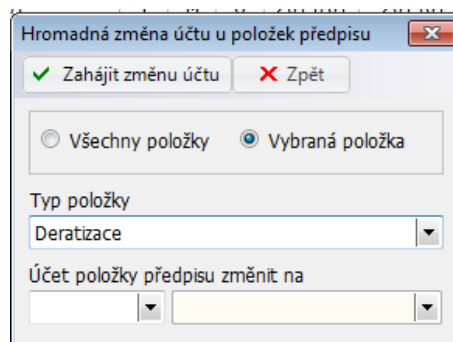 Hromadná změna účtu u položek předpisu
Zahájit změnu účtu Zpět
Všechny položky Vybraná položka
Typ položky
Deratizace
Účet položky předpisu změnit na